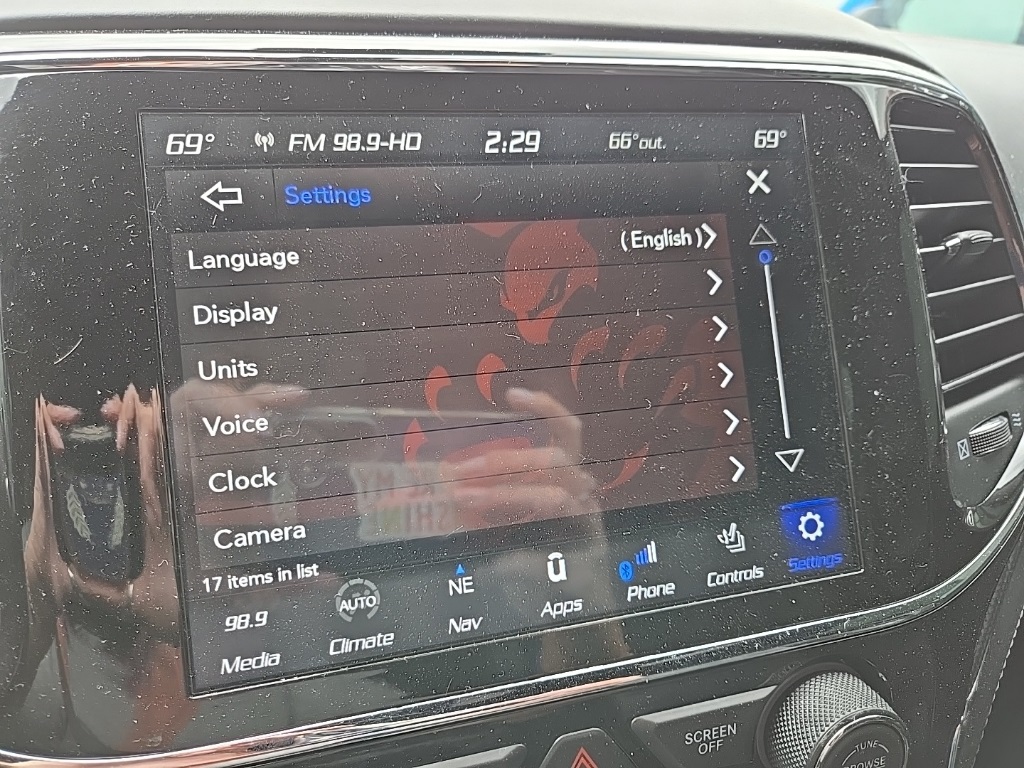 69° FM 98.9-HD 2:29 66° out. 69°
Settings
Language (English)
Display
Units
Voice
Clock
Camera
17 items in list
98.9 AUTO NE
Media Climate Nav Apps Phone Controls Settings
SCREEN
OFF
TUNE
BROWSE